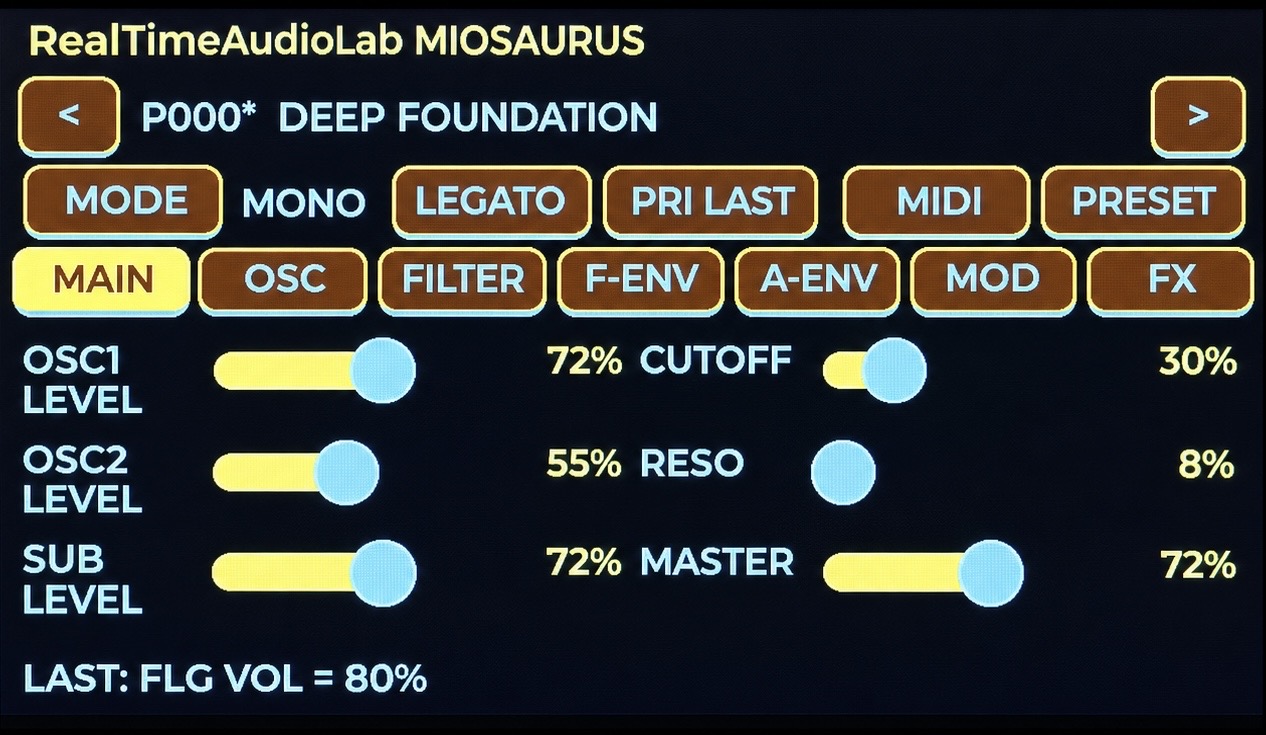 RealTimeAudioLab MIOSAURUS
< P000* DEEP FOUNDATION >
MODE MONO LEGATO PRI LAST MIDI PRESET
MAIN OSC FILTER F-ENV A-ENV MOD FX
OSC1 LEVEL 72% CUTOFF 30%
OSC2 LEVEL 55% RESO 8%
SUB LEVEL 72% MASTER 72%
LAST: FLG VOL = 80%